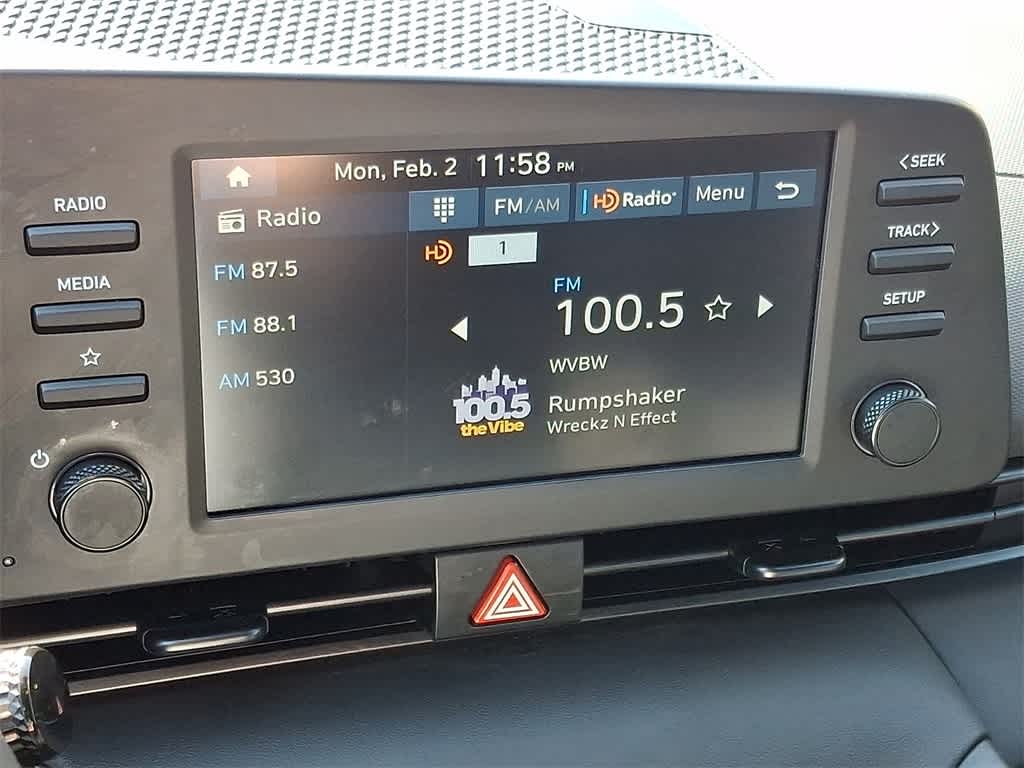 Mon, Feb. 2 11:58 PM
RADIO
MEDIA
Radio
FM/AM
HD Radio
Menu
HD 1
FM 87.5
FM 88.1
AM 530
FM
100.5
WVBW
100.5
the Vibe
Rumpshaker
Wreckz N Effect
<SEEK
TRACK>
SETUP